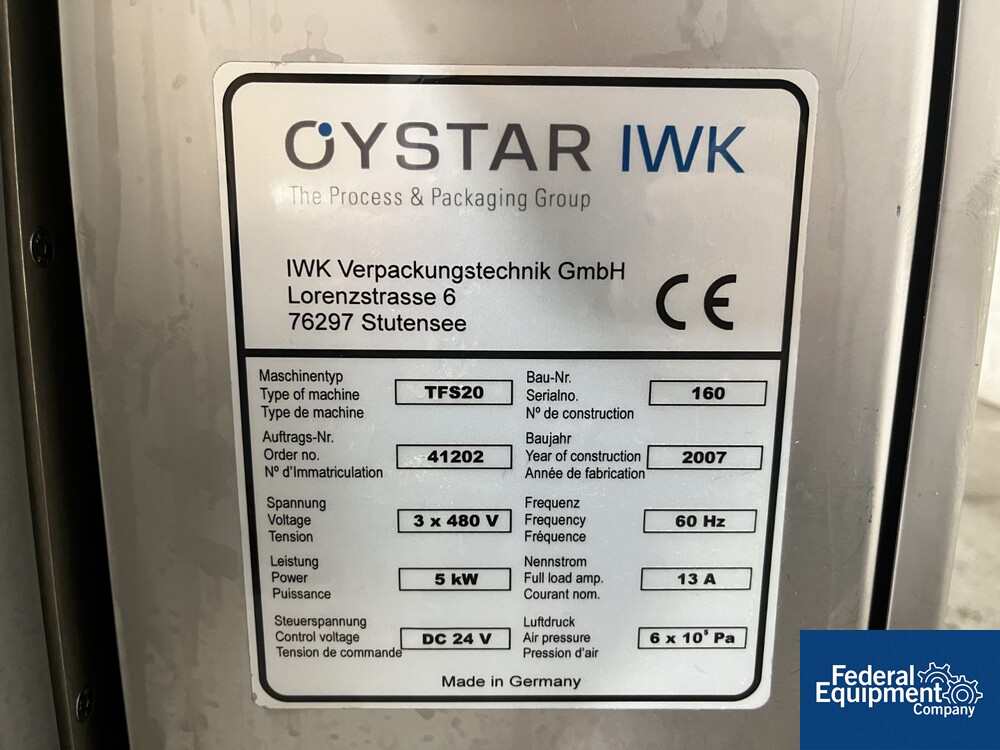 OYSTAR IWK
The Process & Packaging Group
IWK Verpackungstechnik GmbH
Lorenzstrasse 6
76297 Stutensee
CE
Maschinentyp
Type of machine
Type de machine
TFS20
Bau-Nr.
Serialno.
Nº de construction
160
Auftrags-Nr.
Order no.
Nº d'Immatriculation
41202
Baujahr
Year of construction
Année de fabrication
2007
Spannung
Voltage
Tension
3 x 480 V
Frequenz
Frequency
Fréquence
60 Hz
Leistung
Power
Puissance
5 kW
Nennstrom
Full load amp.
Courant nom.
13 A
Steuerspannung
Control voltage
Tension de commande
DC 24 V
Luftdruck
Air pressure
Pression d'air
6 x 10⁵ Pa
Made in Germany
Federal
Equipment
Company